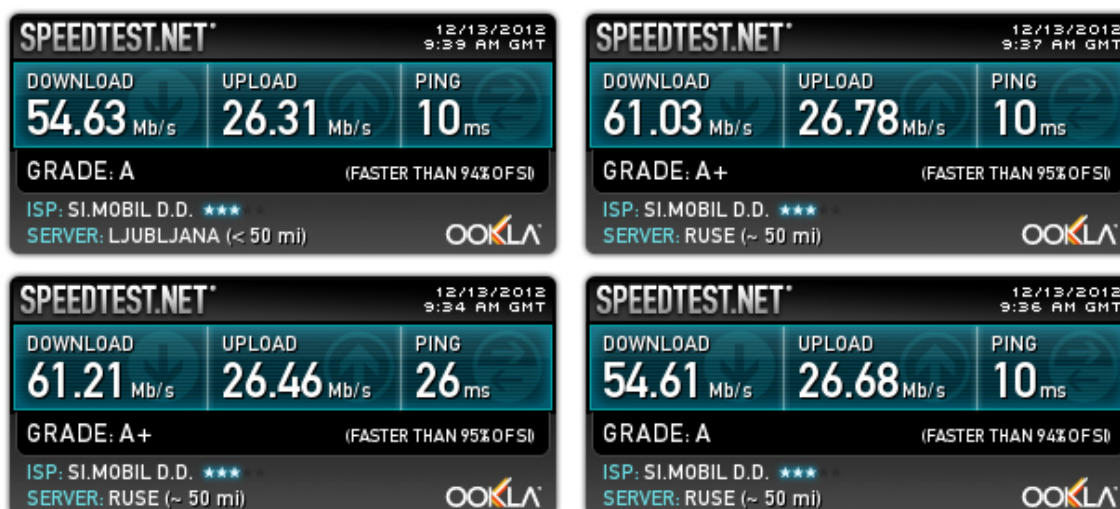 SPEEDTEST.NET
12/13/2012
9:39 AM GMT
DOWNLOAD UPLOAD PING
54.63 Mb/s 26.31 Mb/s 10 ms
GRADE: A (FASTER THAN 94% OF SI)
ISP: SI.MOBIL D.D. ★★★
SERVER: LJUBLJANA (< 50 mi) OOKLA
SPEEDTEST.NET
12/13/2012
9:37 AM GMT
DOWNLOAD UPLOAD PING
61.03 Mb/s 26.78 Mb/s 10 ms
GRADE: A+ (FASTER THAN 95% OF SI)
ISP: SI.MOBIL D.D. ★★★
SERVER: RUSE (~ 50 mi) OOKLA
SPEEDTEST.NET
12/13/2012
9:34 AM GMT
DOWNLOAD UPLOAD PING
61.21 Mb/s 26.46 Mb/s 26 ms
GRADE: A+ (FASTER THAN 95% OF SI)
ISP: SI.MOBIL D.D. ★★★
SERVER: RUSE (~ 50 mi) OOKLA
SPEEDTEST.NET
12/13/2012
9:36 AM GMT
DOWNLOAD UPLOAD PING
54.61 Mb/s 26.68 Mb/s 10 ms
GRADE: A (FASTER THAN 94% OF SI)
ISP: SI.MOBIL D.D. ★★★
SERVER: RUSE (~ 50 mi) OOKLA